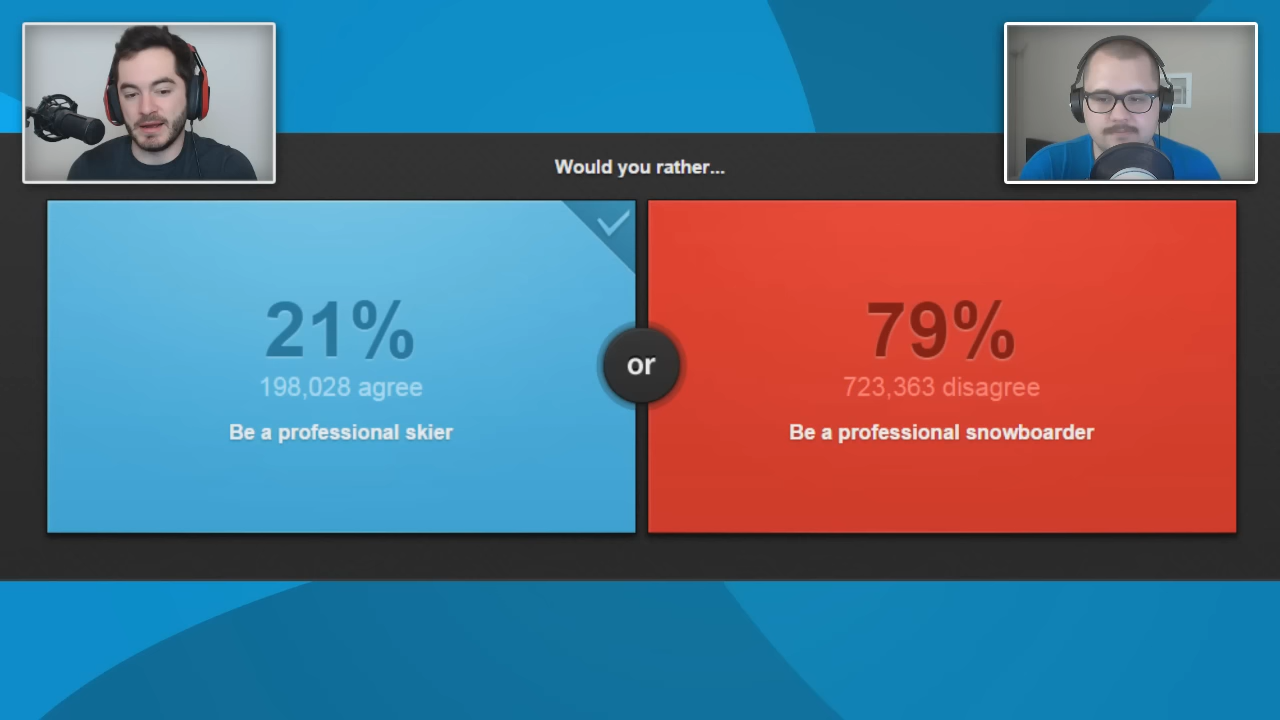 Would you rather...
21%
198,028 agree
Be a professional skier
or
79%
723,363 disagree
Be a professional snowboarder